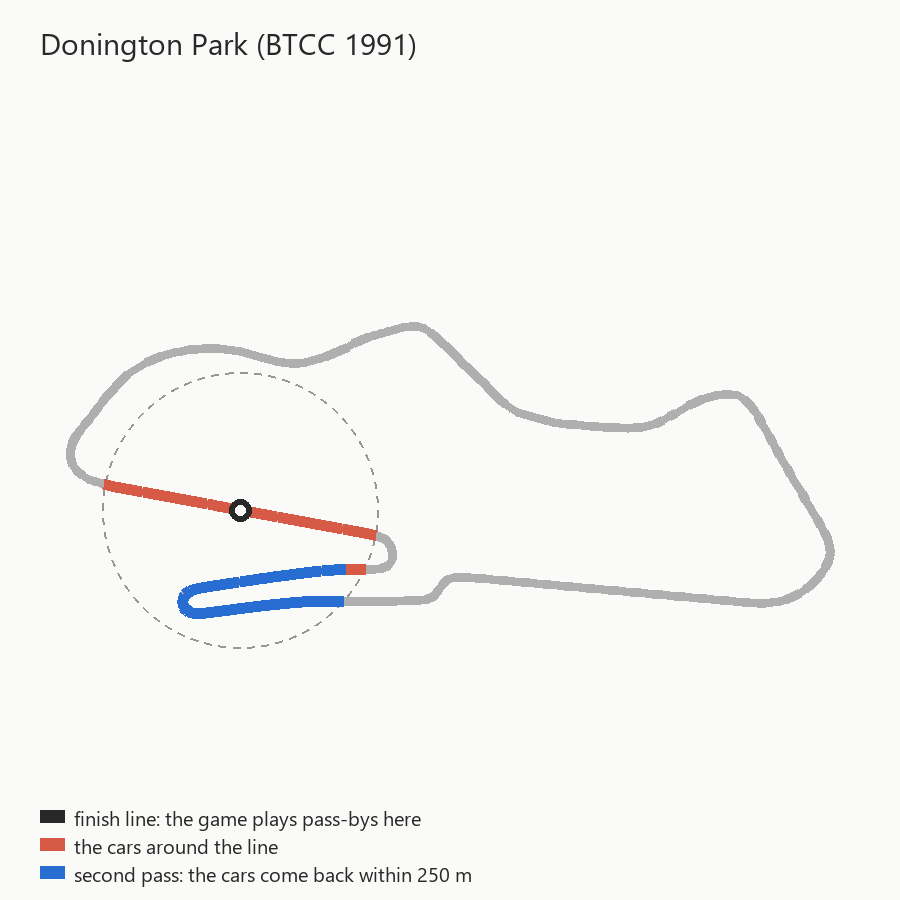 Donington Park (BTCC 1991)
finish line: the game plays pass-bys here
the cars around the line
second pass: the cars come back within 250 m